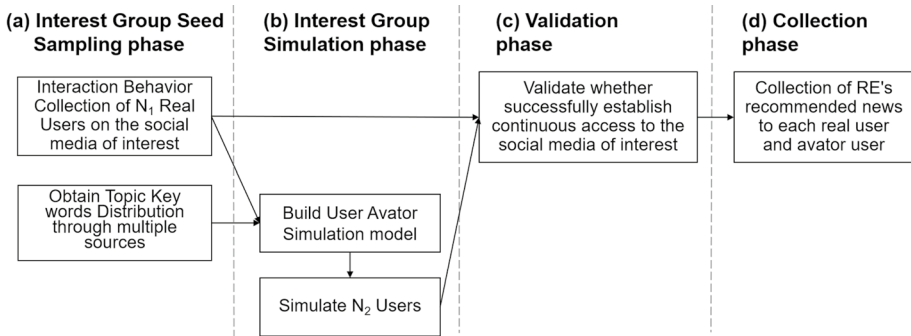 (a) Interest Group Seed
Sampling phase
Interaction Behavior
Collection of N₁ Real
Users on the social
media of interest
Obtain Topic Key
words Distribution
through multiple
sources
(b) Interest Group
Simulation phase
Build User Avator
Simulation model
Simulate N₂ Users
(c) Validation
phase
Validate whether
successfully establish
continuous access to the
social media of interest
(d) Collection
phase
Collection of RE's
recommended news
to each real user
and avator user